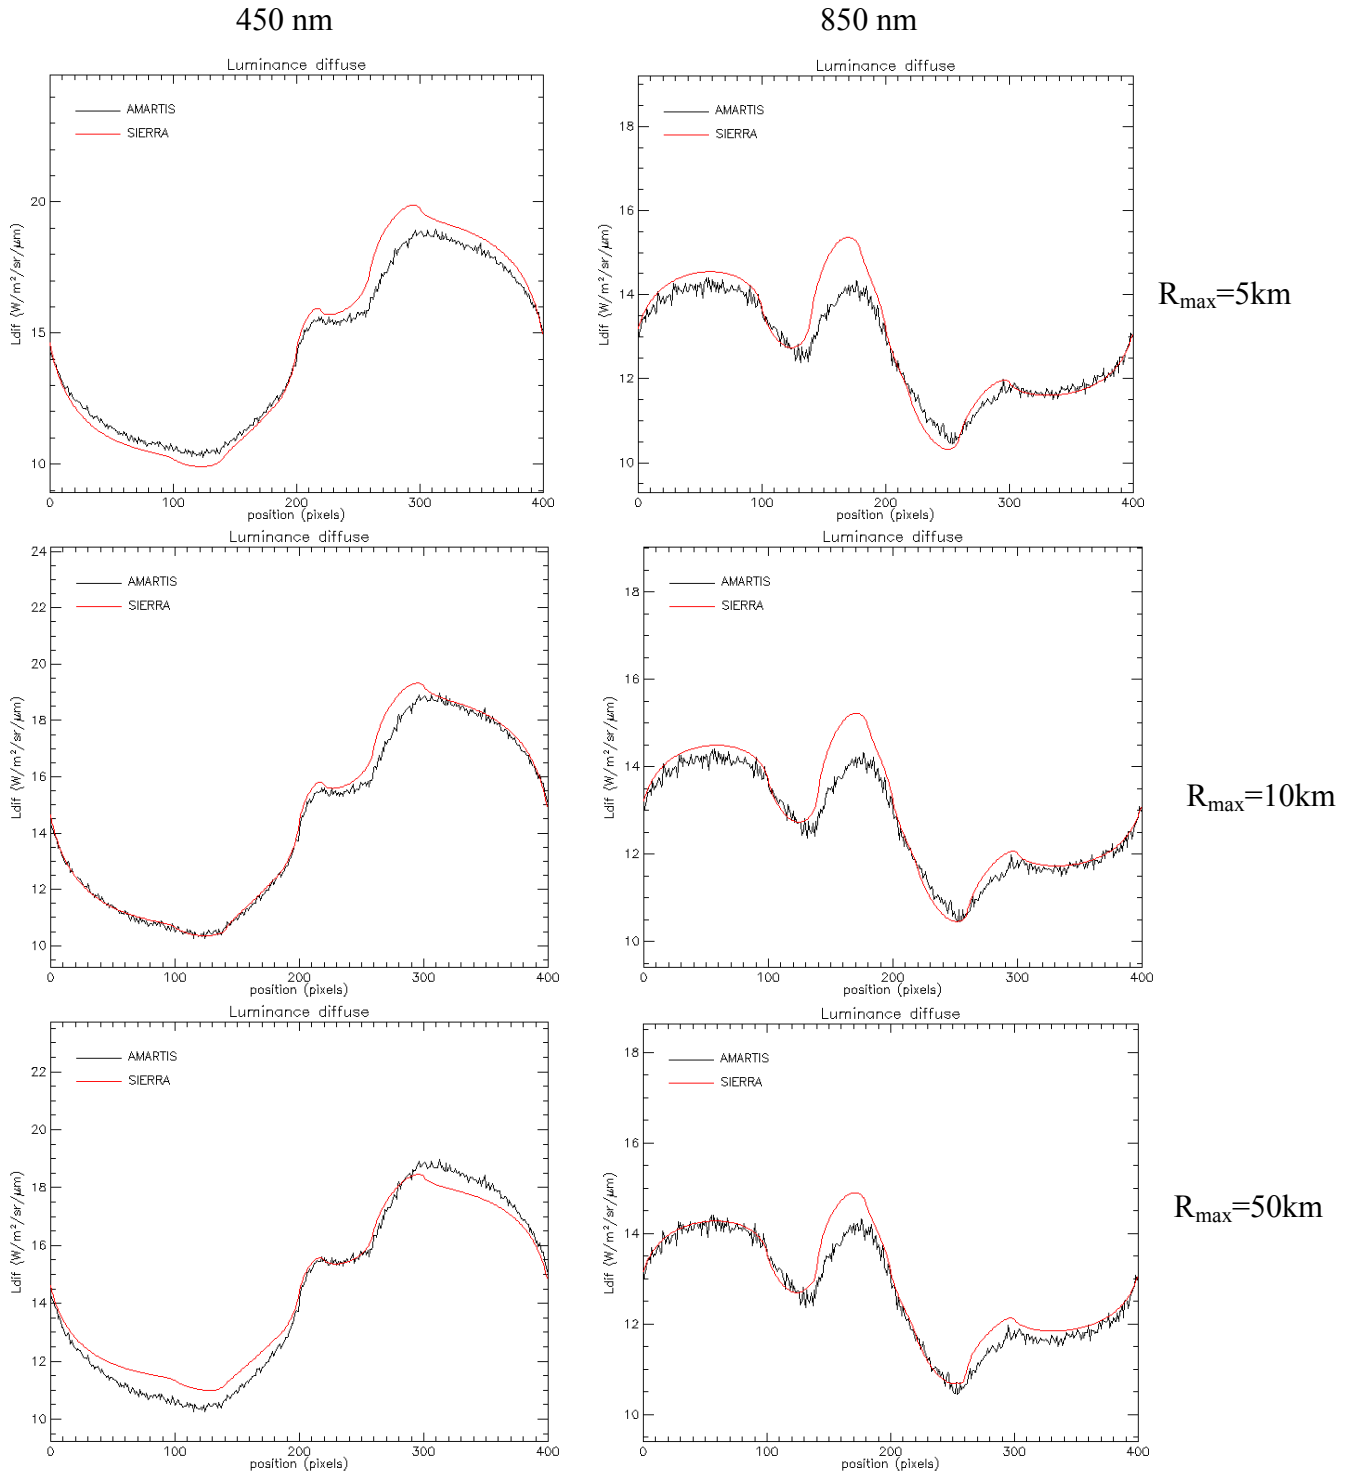 450 nm
850 nm
Luminance diffuse
AMARTIS
SIERRA
20
15
10
Ldif (W/m²/sr/μm)
0
100
200
300
400
position (pixels)
Luminance diffuse
AMARTIS
SIERRA
18
16
14
12
10
Ldif (W/m²/sr/μm)
0
100
200
300
400
position (pixels)
Rmax=5km
Luminance diffuse
AMARTIS
SIERRA
24
22
20
18
16
14
12
10
Ldif (W/m²/sr/μm)
0
100
200
300
400
position (pixels)
Luminance diffuse
AMARTIS
SIERRA
18
16
14
12
10
Ldif (W/m²/sr/μm)
0
100
200
300
400
position (pixels)
Rmax=10km
Luminance diffuse
AMARTIS
SIERRA
22
20
18
16
14
12
10
Ldif (W/m²/sr/μm)
0
100
200
300
400
position (pixels)
Luminance diffuse
AMARTIS
SIERRA
18
16
14
12
10
Ldif (W/m²/sr/μm)
0
100
200
300
400
position (pixels)
Rmax=50km